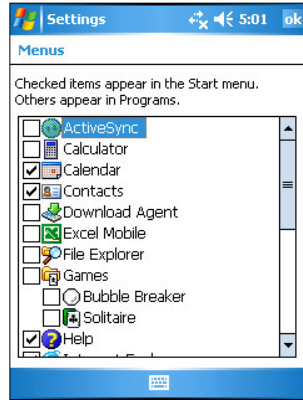 Settings 5:01 ok
Menus
Checked items appear in the Start menu.
Others appear in Programs.
ActiveSync
Calculator
Calendar
Contacts
Download Agent
Excel Mobile
File Explorer
Games
Bubble Breaker
Solitaire
Help